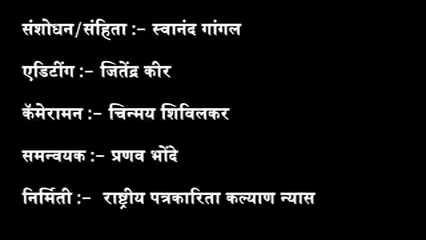 संशोधन/संहिता :- स्वानंद गांगल
एडिटींग :- जितेंद्र कीर
कॅमेरामन :- चिन्मय शिविलकर
समन्वयक :- प्रणव भोंदे
निर्मिती :- राष्ट्रीय पत्रकारिता कल्याण न्यास